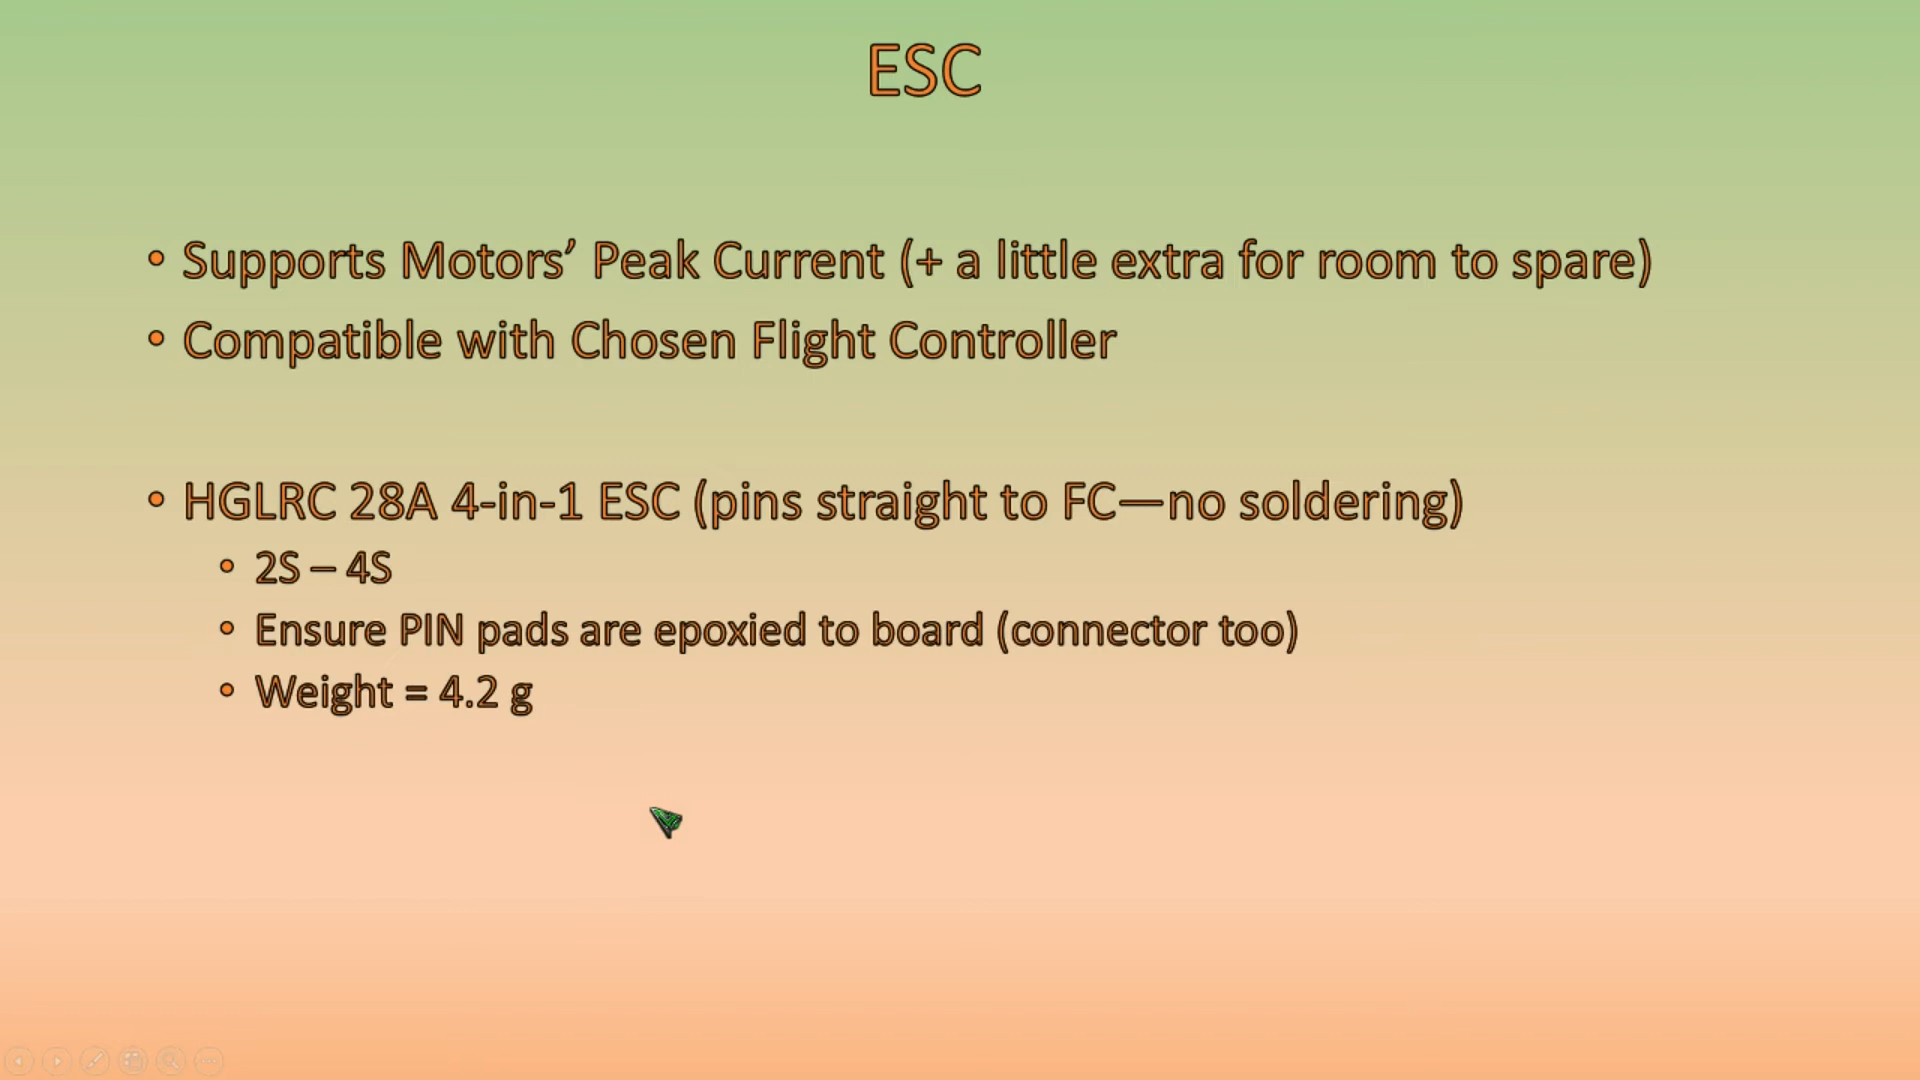 ESC
• Supports Motors’ Peak Current (+ a little extra for room to spare)
• Compatible with Chosen Flight Controller
• HGLRC 28A 4-in-1 ESC (pins straight to FC—no soldering)
• 2S – 4S
• Ensure PIN pads are epoxied to board (connector too)
• Weight = 4.2 g